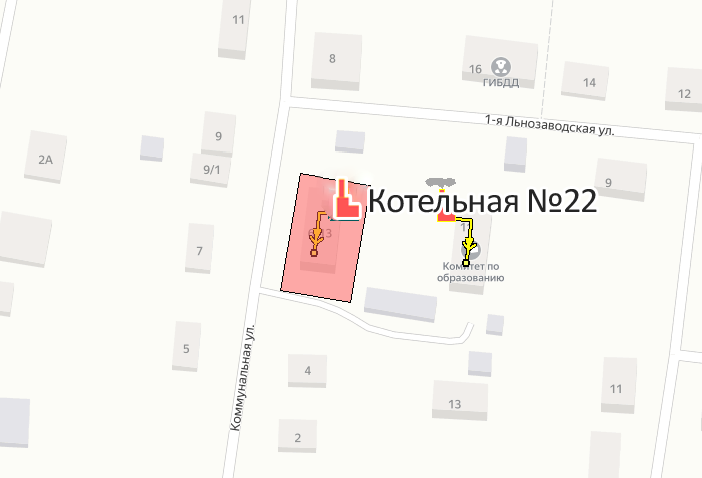 11
8
16
ГИБДД
14
12
1-я Льнозаводская ул.
9
2А
9/1
9
Котельная №22
7
Комитет по
образованию
Коммунальная ул.
5
4
11
13
2